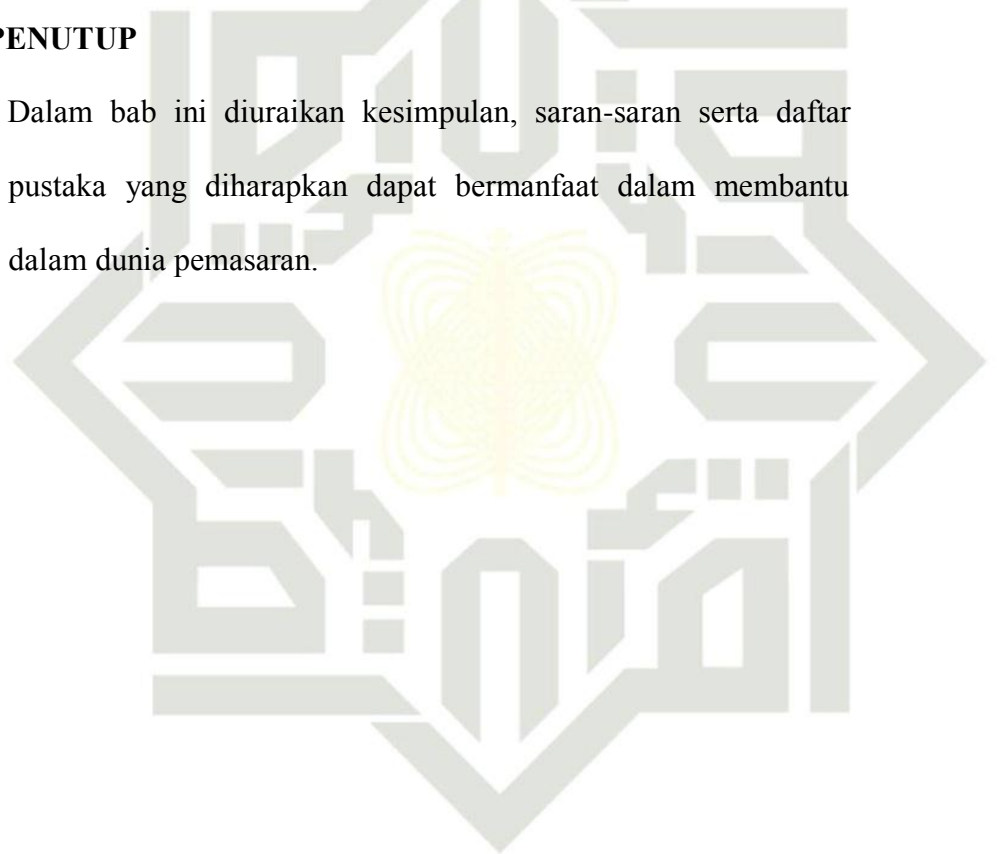 PENUTUP
Dalam bab ini diuraikan kesimpulan, saran-saran serta daftar
pustaka yang diharapkan dapat bermanfaat dalam membantu
dalam dunia pemasaran.